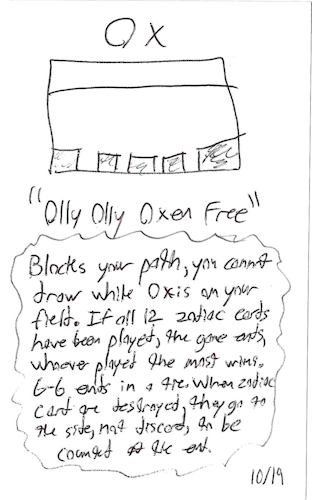 OX
"Olly Olly Oxen Free"
Blocks your path, you cannot
draw while Ox is on your
field. If all 12 zodiac cards
have been played, the game ends,
whoever played the most wins.
6-6 ends in a tie. When zodiac
card are destroyed, they go to
the side, not discard, to be
counted at the end.
10/19